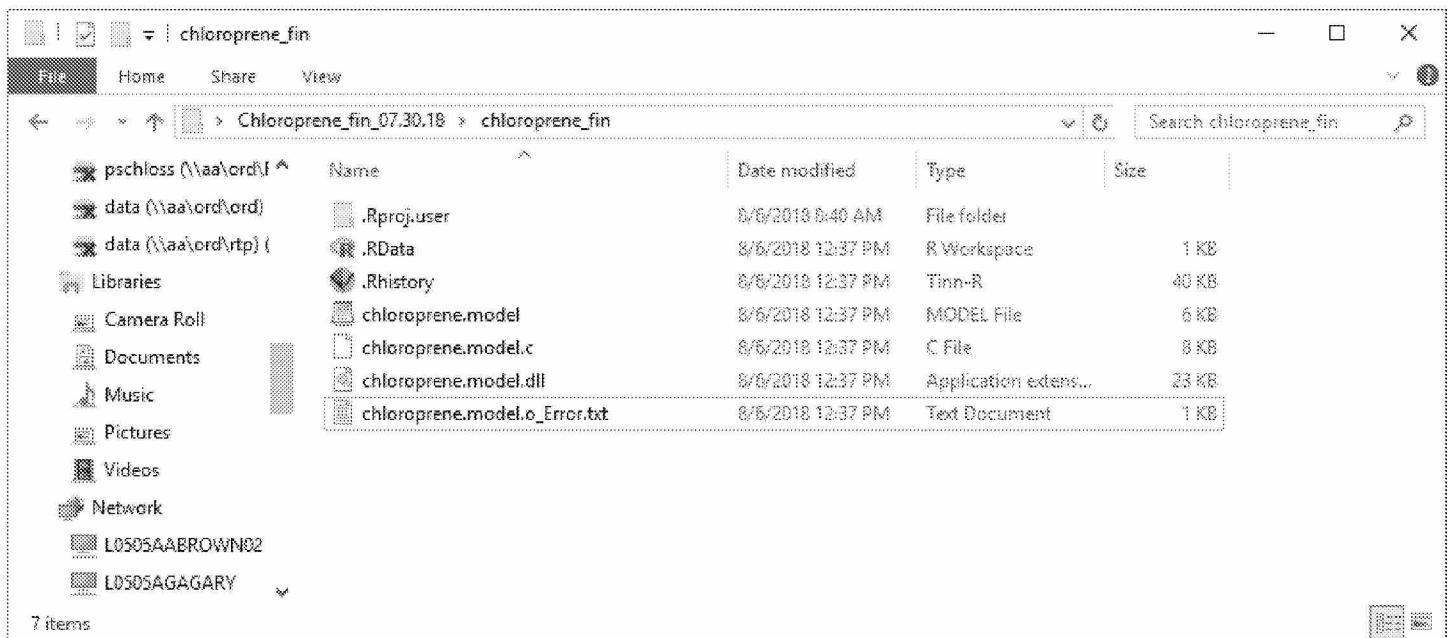 chloroprene_fin
File Home Share View
Chloroprene_fin_07.30.18 > chloroprene_fin
Search chloroprene_fin
pschloss (\\aa\ord\
data (\\aa\ord\ord)
data (\\aa\ord\rtp) (
Libraries
Camera Roll
Documents
Music
Pictures
Videos
Network
L0505AABROWN02
L0505AGAGARY
Name Date modified Type Size
.Rproj.user 8/6/2018 8:40 AM File folder
.RData 8/6/2018 12:37 PM R Workspace 1 KB
.Rhistory 8/6/2018 12:37 PM Tinn-R 40 KB
chloroprene.model 8/6/2018 12:37 PM MODEL File 6 KB
chloroprene.model.c 8/6/2018 12:37 PM C File 8 KB
chloroprene.model.dll 8/6/2018 12:37 PM Application extens... 23 KB
chloroprene.model.o_Error.txt 8/6/2018 12:37 PM Text Document 1 KB
7 items